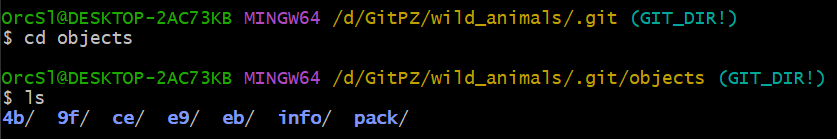 OrcSl@DESKTOP-2AC73KB MINGW64 /d/GitPZ/wild_animals/.git (GIT_DIR!)
$ cd objects
OrcSl@DESKTOP-2AC73KB MINGW64 /d/GitPZ/wild_animals/.git/objects (GIT_DIR!)
$ ls
4b/ 9f/ ce/ e9/ eb/ info/ pack/